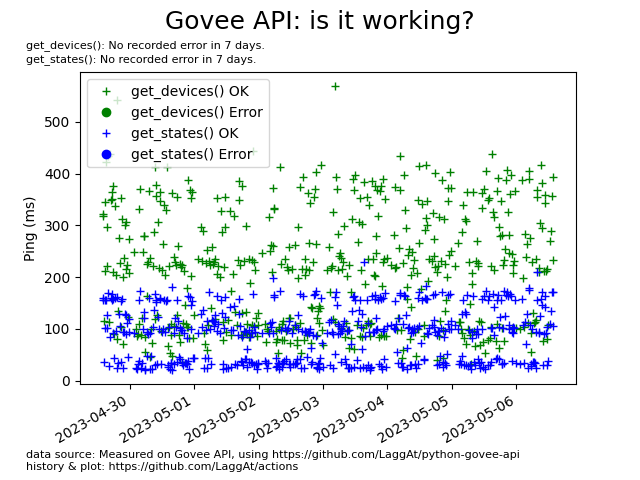 Govee API: is it working?
get_devices(): No recorded error in 7 days.
get_states(): No recorded error in 7 days.
get_devices() OK
get_devices() Error
get_states() OK
get_states() Error
Ping (ms)
500
400
300
200
100
0
2023-04-30
2023-05-01
2023-05-02
2023-05-03
2023-05-04
2023-05-05
2023-05-06
data source: Measured on Govee API, using https://github.com/LaggAt/python-govee-api
history & plot: https://github.com/LaggAt/actions